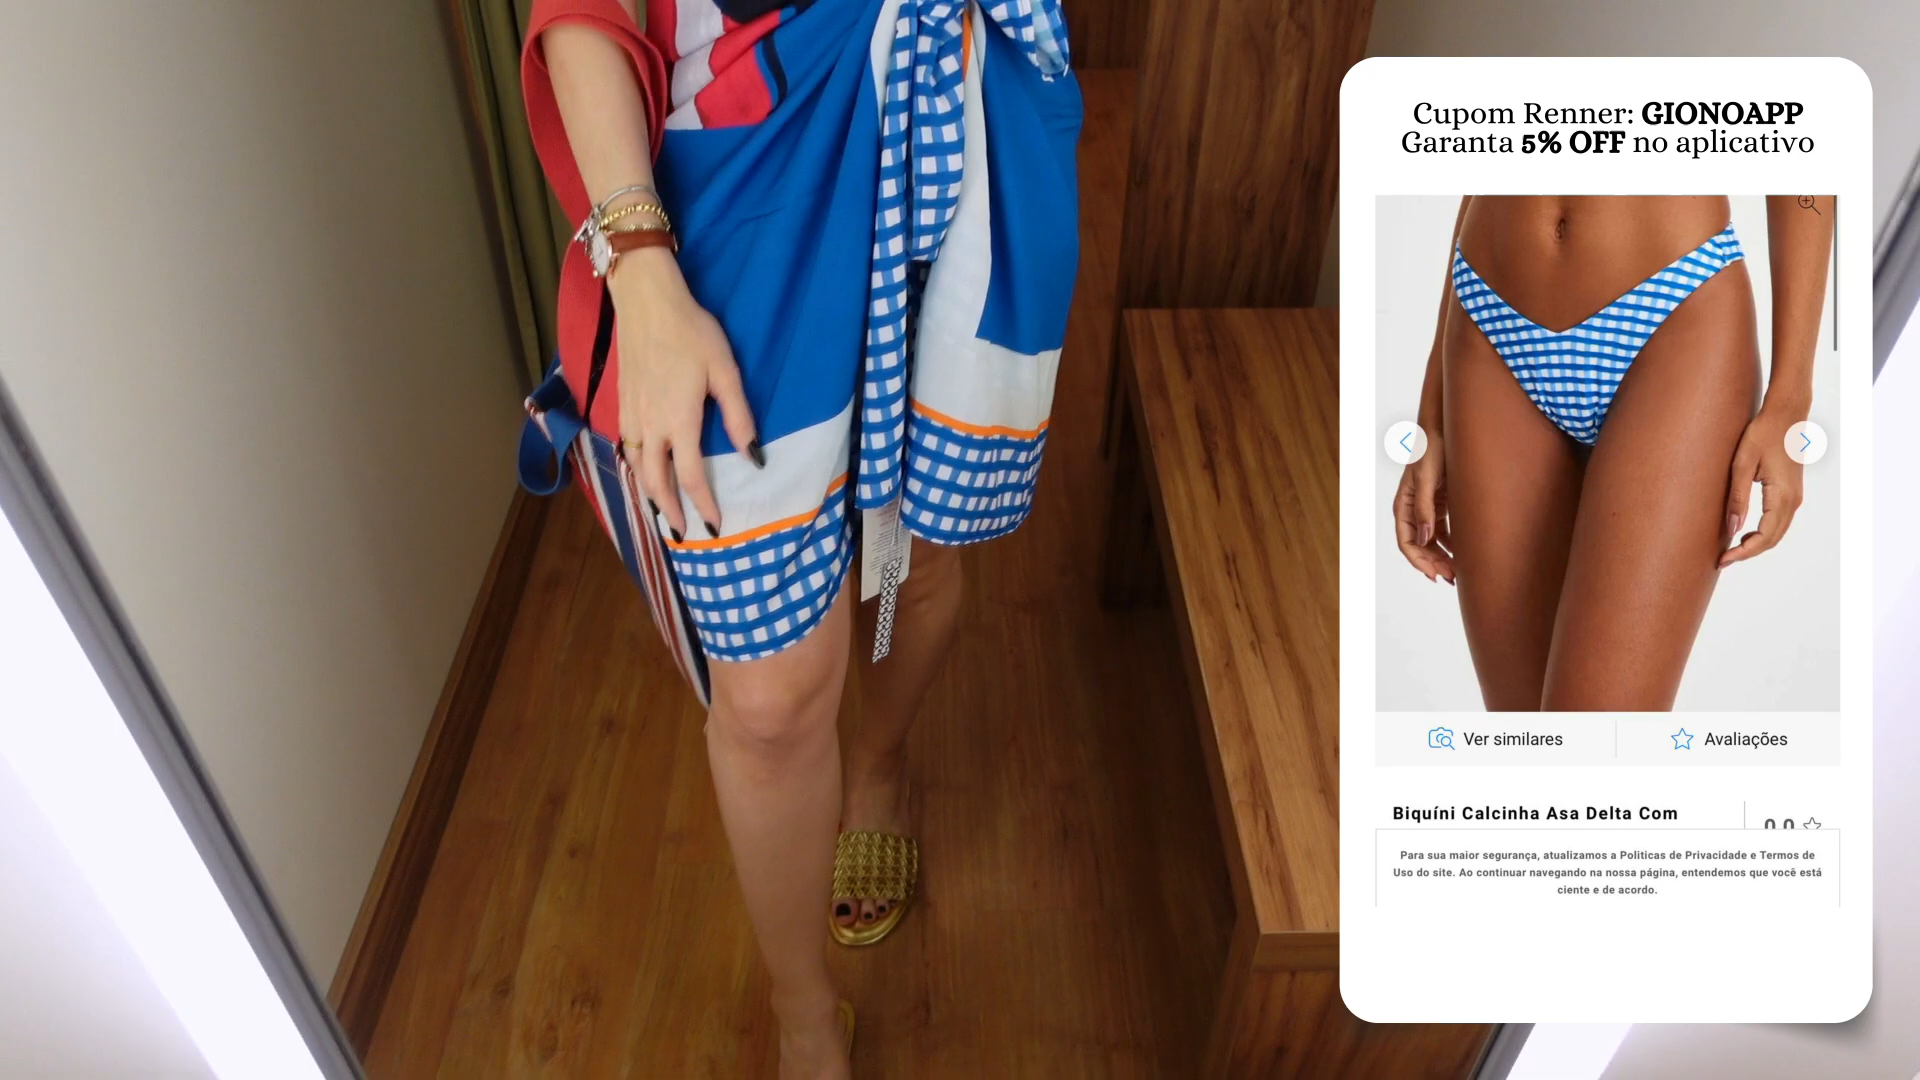 Cupom Renner: GIONOAPP
Garanta 5% OFF no aplicativo
Ver similares
Avaliações
Biquíni Calcinha Asa Delta Com
Para sua maior segurança, atualizamos a Politicas de Privacidade e Termos de
Uso do site. Ao continuar navegando na nossa página, entendemos que você está
ciente e de acordo.